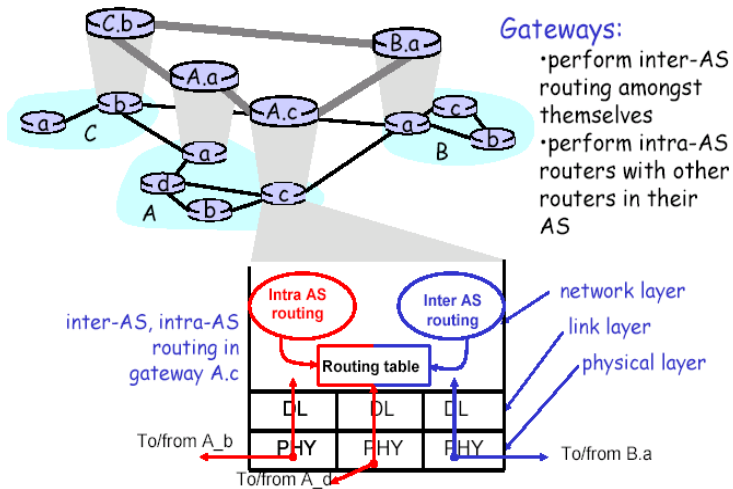 C.b
B.a
A.a
A.c
Gateways:
•perform inter-AS
routing amongst
themselves
•perform intra-AS
routers with other
routers in their
AS
a
b
C
a
c
b
B
a
d
b
c
A
inter-AS, intra-AS
routing in
gateway A.c
Intra AS
routing
Inter AS
routing
Routing table
DL
DL
DL
PHY
PHY
PHY
network layer
link layer
physical layer
To/from A_b
To/from A_d
To/from B.a